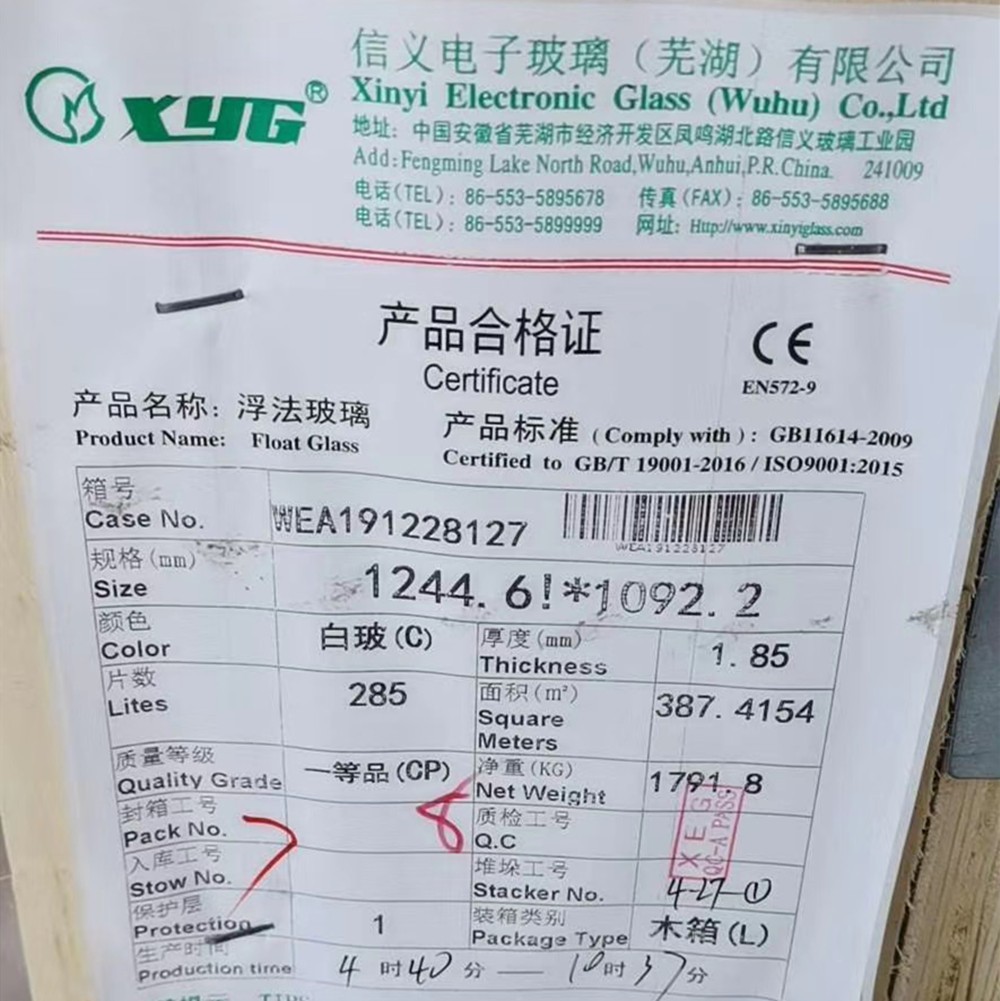 XYG®
信义电子玻璃（芜湖）有限公司
Xinyi Electronic Glass (Wuhu) Co.,Ltd
地址：中国安徽省芜湖市经济开发区凤鸣湖北路信义玻璃工业园
Add:Fengming Lake North Road,Wuhu,Anhui,P.R.China. 241009
电话(TEL)：86-553-5895678 传真(FAX)：86-553-5895688
电话(TEL)：86-553-5899999 网址：Http://www.xinyiglass.com
产品合格证
Certificate
CE
EN572-9
产品名称：浮法玻璃
Product Name: Float Glass
产品标准 (Comply with)：GB11614-2009
Certified to GB/T 19001-2016 / ISO9001:2015
箱号
Case No.
WEA191228127
WEA191228127
规格(mm)
Size
1244.6!*1092.2
颜色
Color
白玻(C)
厚度(mm)
Thickness
1.85
片数
Lites
285
面积(m²)
Square
Meters
387.4154
质量等级
Quality Grade
一等品(CP)
净重(KG)
Net Weight
1791.8
封箱工号
Pack No.
8
质检工号
Q.C
XEG
QC-A PASS
入库工号
Stow No.
堆垛工号
Stacker No.
4-27-①
保护层
Protection
1
装箱类别
Package Type
木箱(L)
生产时间
Production time
4时40分—10时37分